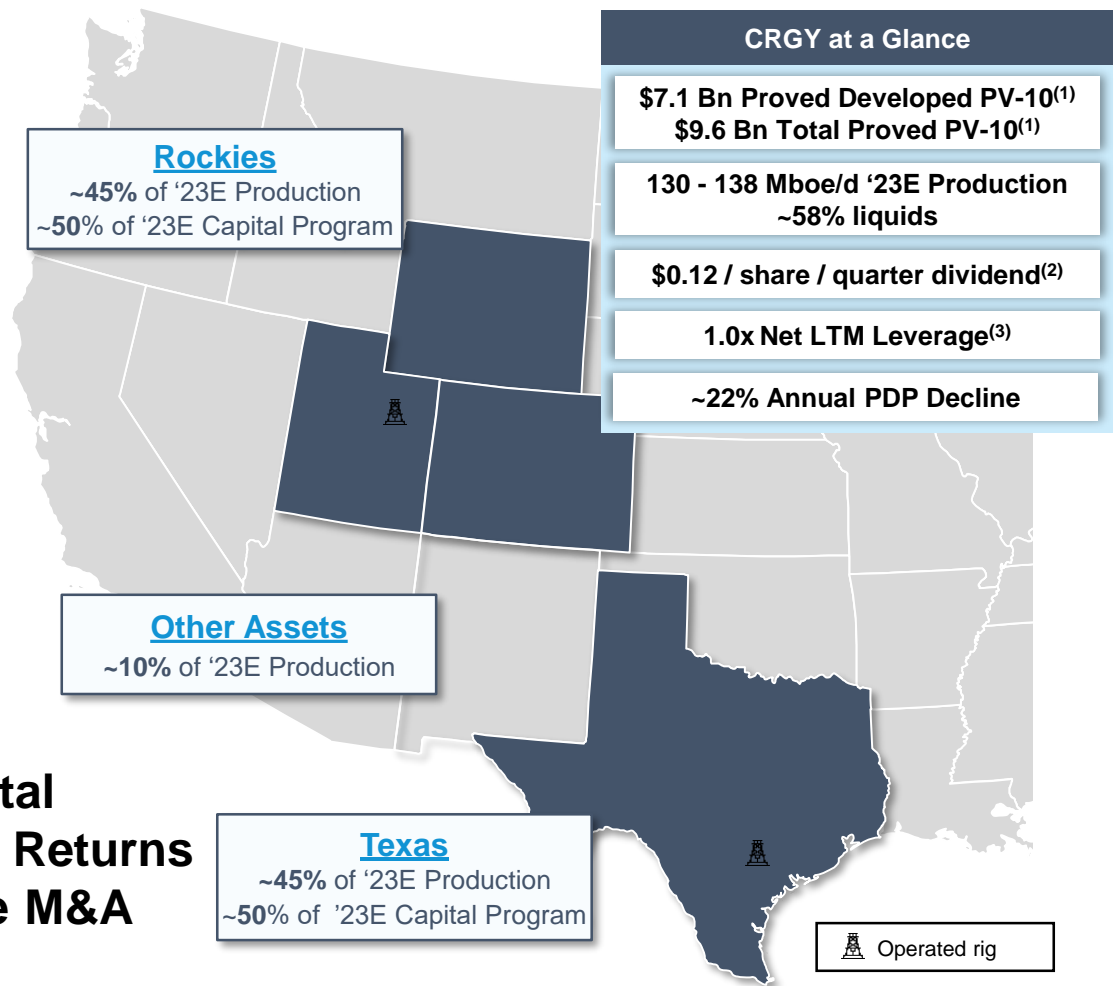 CRGY at a Glance
$7.1 Bn Proved Developed PV-10(1)
$9.6 Bn Total Proved PV-10(1)
130 - 138 Mboe/d ‘23E Production
~58% liquids
$0.12 / share / quarter dividend(2)
1.0x Net LTM Leverage(3)
~22% Annual PDP Decline
Rockies
~45% of ‘23E Production
~50% of ‘23E Capital Program
Other Assets
~10% of ‘23E Production
Texas
~45% of ‘23E Production
~50% of ’23E Capital Program
Returns
M&A
Operated rig